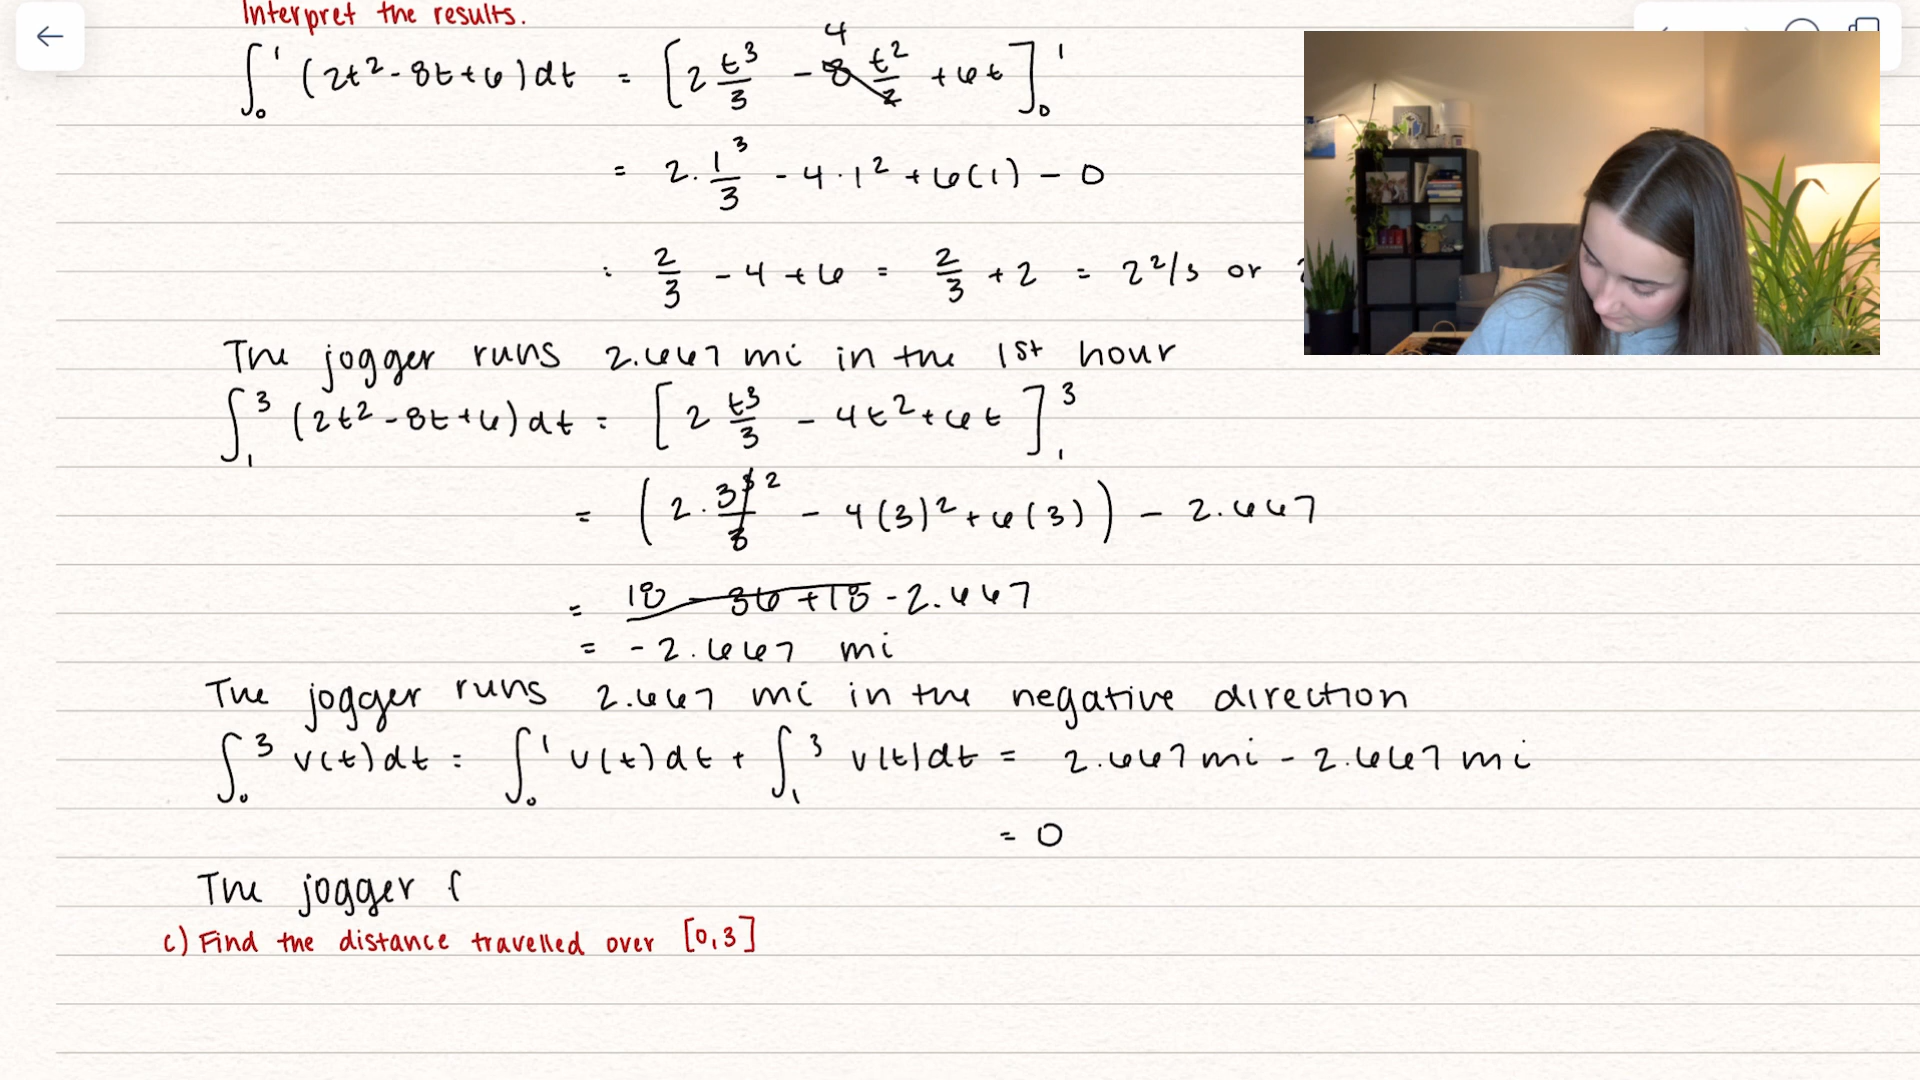 Interpret the results.
∫₀¹ (2t² - 8t + 6) dt = [2 t³/3 - 8 4 t²/2 + 6t]₀¹
= 2 · 1³/3 - 4 · 1² + 6(1) - 0
= 2/3 - 4 + 6 = 2/3 + 2 = 2 2/3 or
The jogger runs 2.667 mi in the 1st hour
∫₁³ (2t² - 8t + 6) dt = [2 t³/3 - 4t² + 6t]₁³
= (2 · 3³ ²/3 - 4(3)² + 6(3)) - 2.667
= 18 - 36 + 18 - 2.667
= -2.667 mi
The jogger runs 2.667 mi in the negative direction
∫₀³ v(t) dt = ∫₀¹ v(t) dt + ∫₁³ v(t) dt = 2.667 mi - 2.667 mi
= 0
The jogger
c) Find the distance travelled over [0,3]